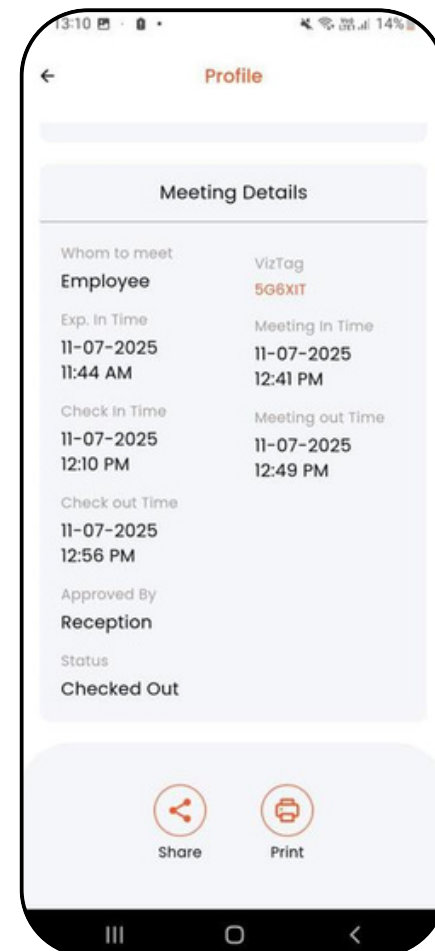 13:10
14%
Profile
Meeting Details
Whom to meet
Employee
VizTag
5G6XIT
Exp. In Time
11-07-2025
11:44 AM
Meeting In Time
11-07-2025
12:41 PM
Check In Time
11-07-2025
12:10 PM
Meeting out Time
11-07-2025
12:49 PM
Check out Time
11-07-2025
12:56 PM
Approved By
Reception
Status
Checked Out
Share
Print